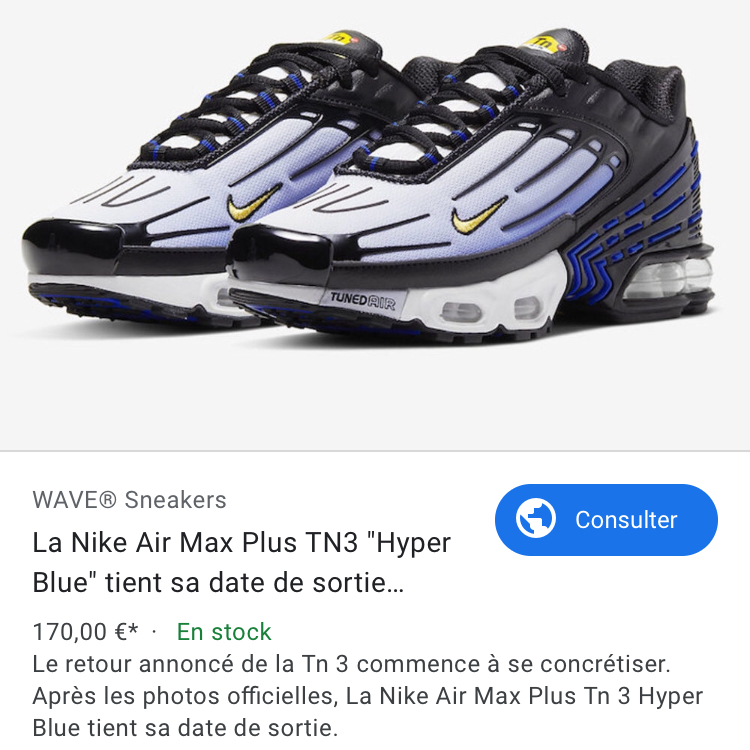 Tn
TUNED AIR
WAVE® Sneakers
Consulter
La Nike Air Max Plus TN3 "Hyper
Blue" tient sa date de sortie…
170,00 €* · En stock
Le retour annoncé de la Tn 3 commence à se concrétiser.
Après les photos officielles, La Nike Air Max Plus Tn 3 Hyper
Blue tient sa date de sortie.